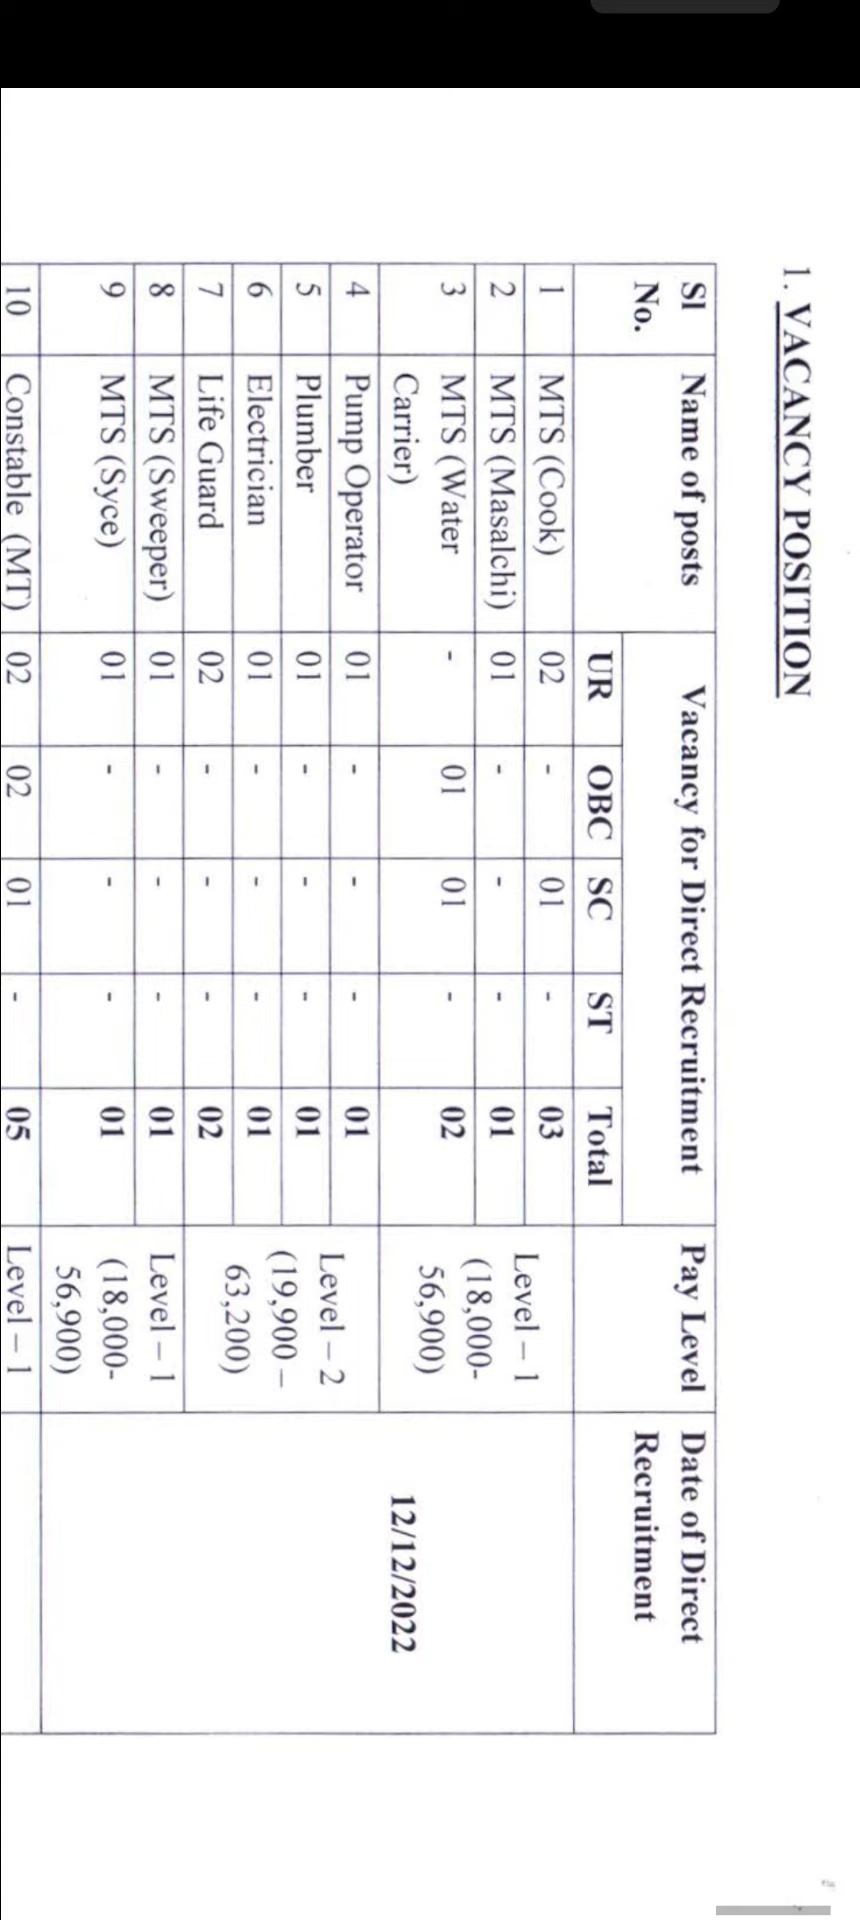 1. VACANCY POSITION
Sl No. Name of posts Vacancy for Direct Recruitment Pay Level Date of Direct Recruitment
UR OBC SC ST Total
1 MTS (Cook) 02 - 01 - 03 Level – 1 (18,000-56,900) 12/12/2022
2 MTS (Masalchi) 01 - - - 01
3 MTS (Water Carrier) - 01 01 - 02
4 Pump Operator 01 - - - 01 Level – 2 (19,900 – 63,200)
5 Plumber 01 - - - 01
6 Electrician 01 - - - 01
7 Life Guard 02 - - - 02
8 MTS (Sweeper) 01 - - - 01 Level – 1 (18,000-56,900)
9 MTS (Syce) 01 - - - 01
10 Constable (MT) 02 02 01 - 05 Level – 1